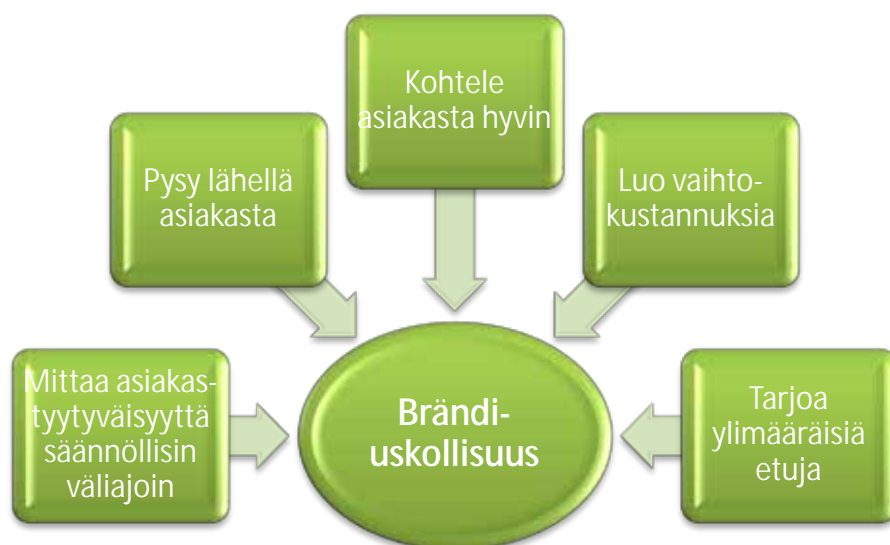 Kohtele
asiakasta hyvin
Pysy lähellä
asiakasta
Luo vaihto-
kustannuksia
Mittaa asiakas-
tyytyväisyyttä
säännöllisin
väliajoin
Brändi-
uskollisuus
Tarjoa
ylimääräisiä
etuja